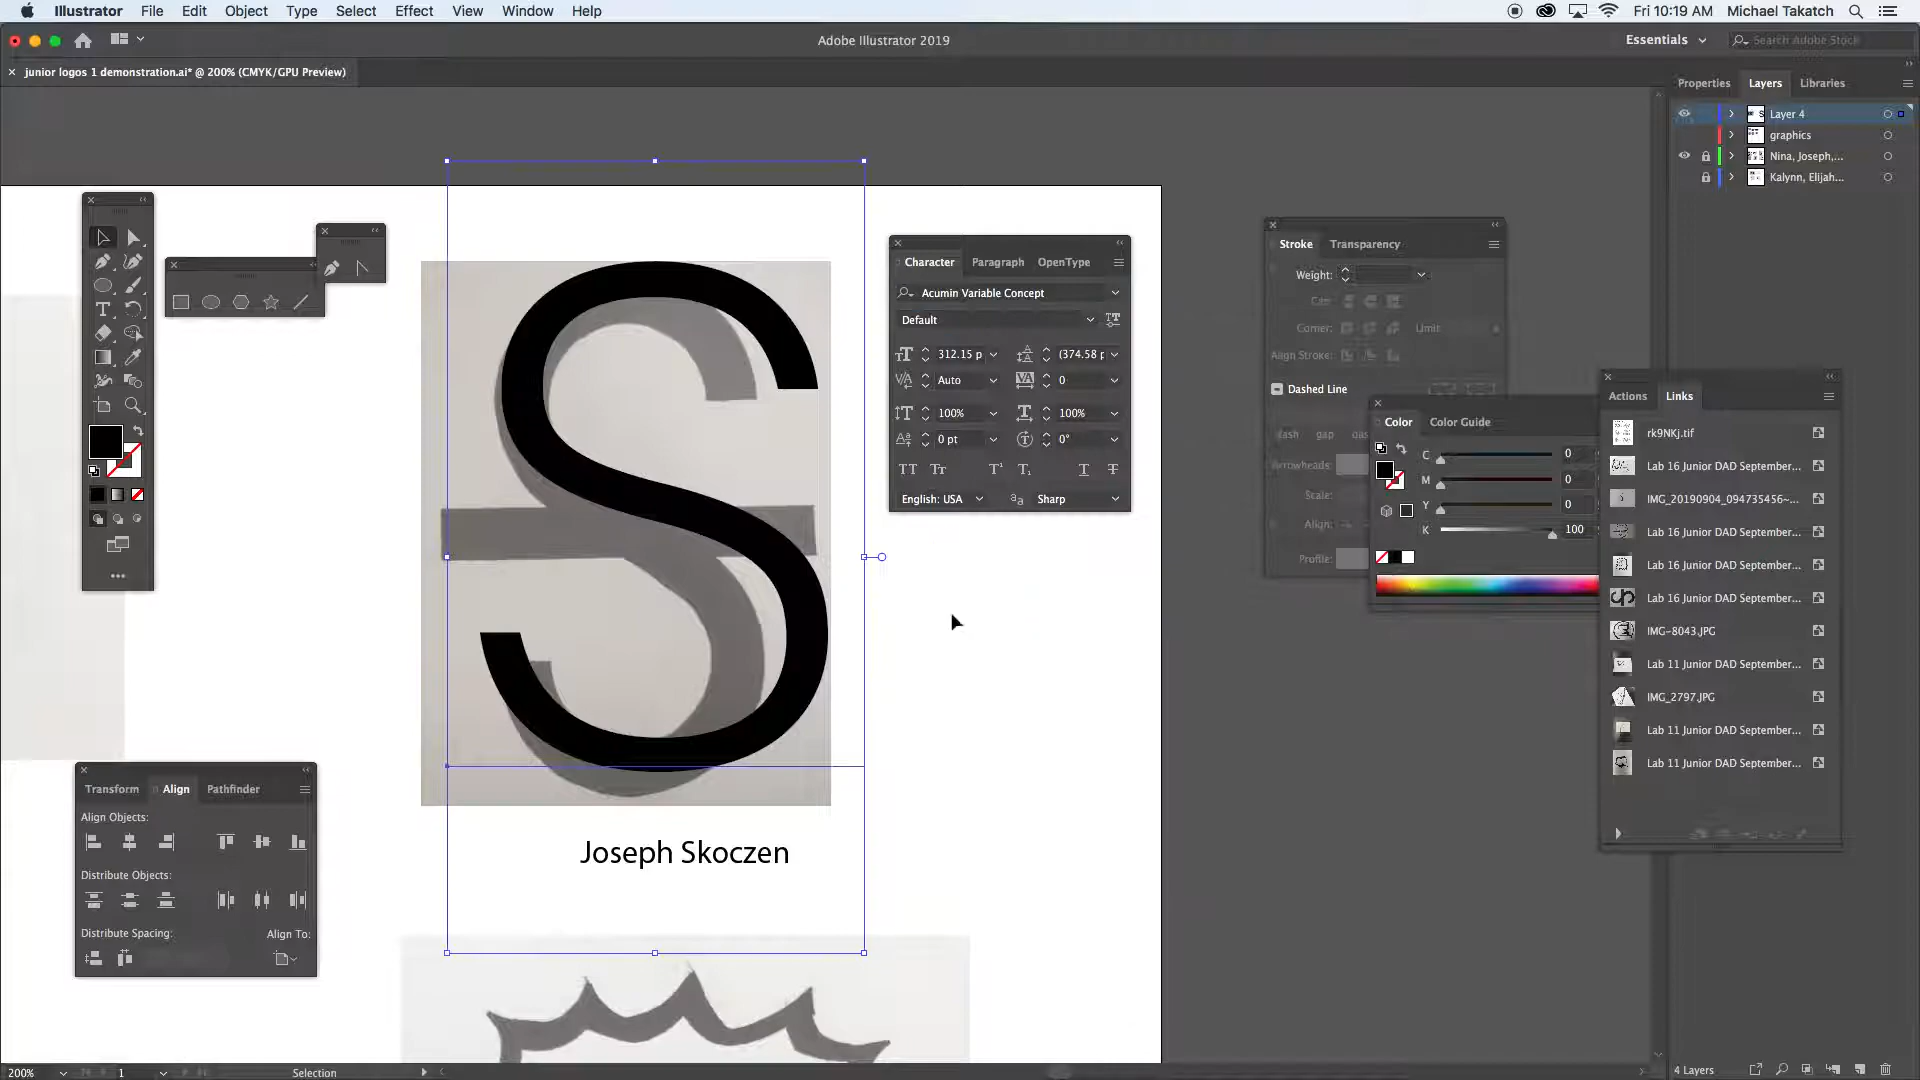 Illustrator File Edit Object Type Select Effect View Window Help
Fri 10:19 AM Michael Takatch
Adobe Illustrator 2019
Essentials
Search Adobe Stock
junior logos 1 demonstration.ai* @ 200% (CMYK/GPU Preview)
Properties Layers Libraries
Layer 4
graphics
Nina, Joseph,...
Kalynn, Elijah...
Character Paragraph OpenType
Acumin Variable Concept
Default
312.15 p (374.58 p
Auto 0
100% 100%
0 pt 0°
English: USA Sharp
Stroke Transparency
Weight:
Cap:
Corner: Limit
Align Stroke:
Dashed Line
dash gap das
Arrowheads:
Scale:
Align:
Profile:
Color Color Guide
C 0
M 0
Y 0
K 100
Actions Links
rk9NKj.tif
Lab 16 Junior DAD September...
IMG_20190904_094735456~...
Lab 16 Junior DAD September...
Lab 16 Junior DAD September...
Lab 16 Junior DAD September...
IMG-8043.JPG
Lab 11 Junior DAD September...
IMG_2797.JPG
Lab 11 Junior DAD September...
Lab 11 Junior DAD September...
S
Joseph Skoczen
Transform Align Pathfinder
Align Objects:
Distribute Objects:
Distribute Spacing: Align To:
200% 1 Selection
4 Layers